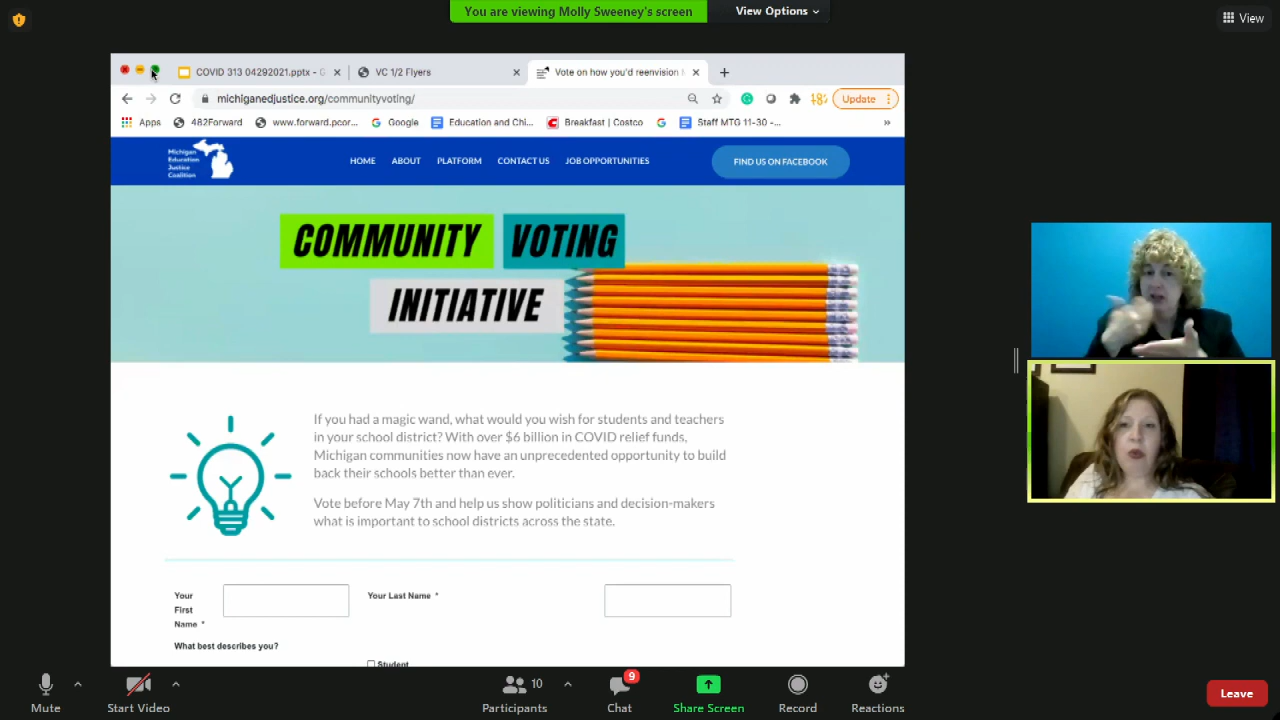 You are viewing Molly Sweeney's screen
View Options
View
COVID 313 04292021.pptx - G
VC 1/2 Flyers
Vote on how you'd reenvision
michiganedjustice.org/communityvoting/
Update
Apps
482Forward
www.forward.pcor...
Google
Education and Chi...
Breakfast | Costco
Staff MTG 11-30 -...
»
Michigan
Education
Justice
Coalition
HOME
ABOUT
PLATFORM
CONTACT US
JOB OPPORTUNITIES
FIND US ON FACEBOOK
COMMUNITY VOTING
INITIATIVE
If you had a magic wand, what would you wish for students and teachers
in your school district? With over $6 billion in COVID relief funds,
Michigan communities now have an unprecedented opportunity to build
back their schools better than ever.
Vote before May 7th and help us show politicians and decision-makers
what is important to school districts across the state.
Your
First
Name *
Your Last Name *
What best describes you?
Student
Mute
Start Video
10
Participants
9
Chat
Share Screen
Record
Reactions
Leave